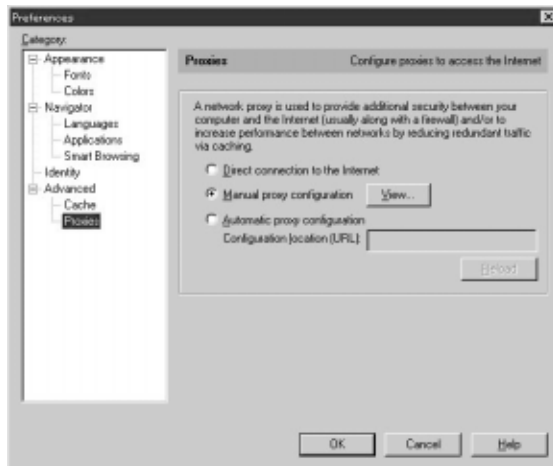 Preferences
Category:
Appearance
Fonts
Colors
Navigator
Languages
Applications
Smart Browsing
Identity
Advanced
Cache
Proxies
Proxies Configure proxies to access the Internet
A network proxy is used to provide additional security between your
computer and the Internet (usually along with a firewall) and/or to
increase performance between networks by reducing redundant traffic
via caching.
Direct connection to the Internet
Manual proxy configuration View...
Automatic proxy configuration
Configuration location (URL):
Reload
OK Cancel Help